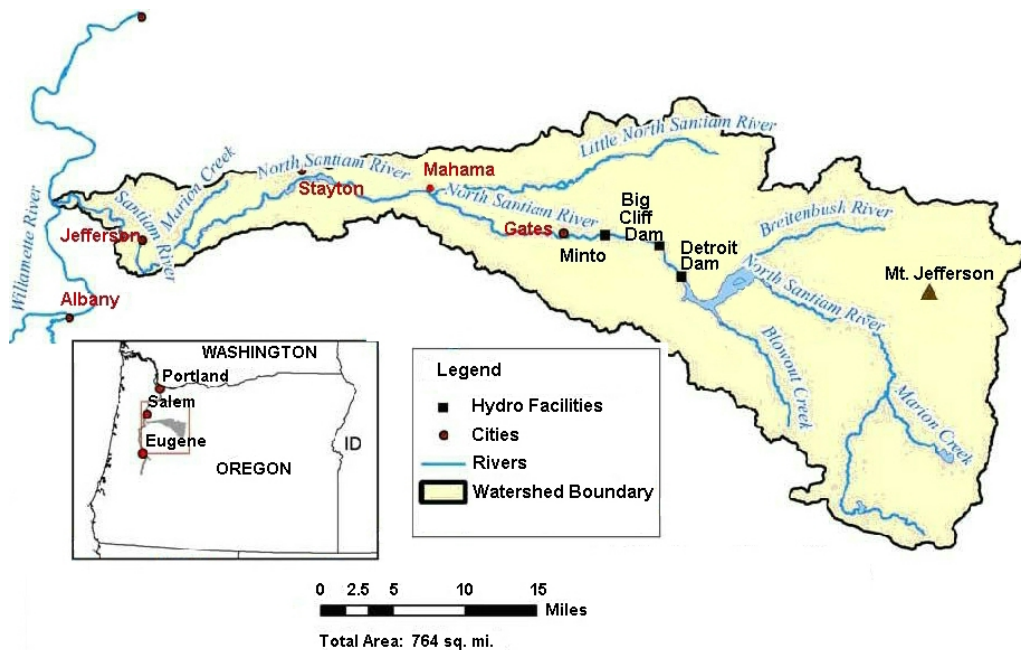 Little North Santiam River
Marion Creek
North Santiam River
Mahama
Stayton
North Santiam River
Santiam River
Jefferson
Gates
Minto
Big
Cliff
Dam
Detroit
Dam
Breitenbush River
North Santiam River
Mt. Jefferson
Williamette River
Albany
Blowout Creek
Marion Creek
WASHINGTON
Portland
Salem
Eugene
OREGON
ID
Legend
Hydro Facilities
Cities
Rivers
Watershed Boundary
0 2.5 5 10 15
Miles
Total Area: 764 sq. mi.